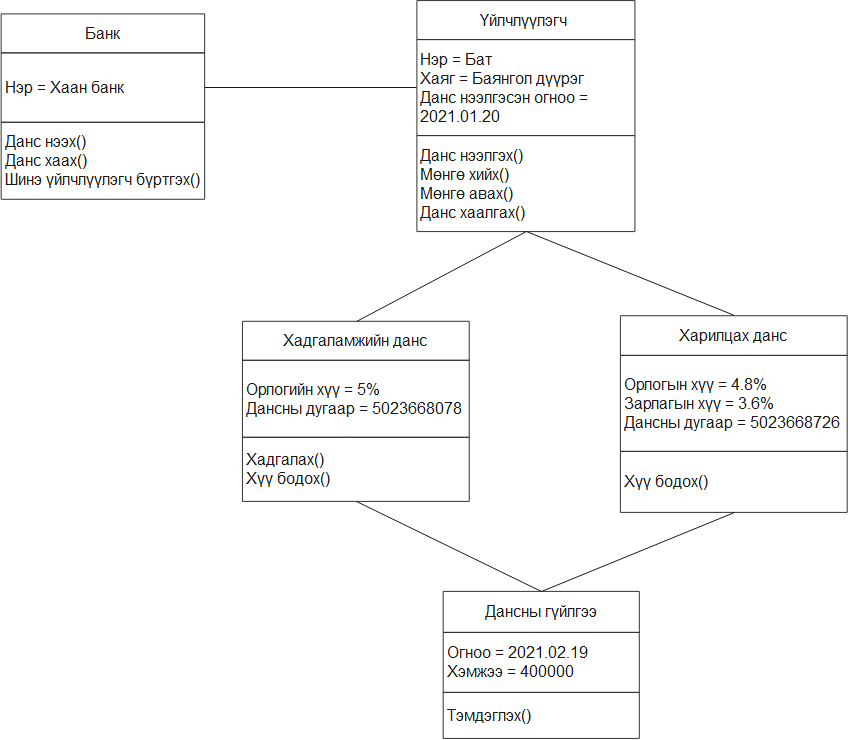 Банк
Нэр = Хаан банк
Данс нээх()
Данс хаах()
Шинэ үйлчлүүлэгч бүртгэх()
Үйлчлүүлэгч
Нэр = Бат
Хаяг = Баянгол дүүрэг
Данс нээлгэсэн огноо =
2021.01.20
Данс нээлгэх()
Мөнгө хийх()
Мөнгө авах()
Данс хаалгах()
Хадгаламжийн данс
Орлогийн хүү = 5%
Дансны дугаар = 5023668078
Хадгалах()
Хүү бодох()
Харилцах данс
Орлогын хүү = 4.8%
Зарлагын хүү = 3.6%
Дансны дугаар = 5023668726
Хүү бодох()
Дансны гүйлгээ
Огноо = 2021.02.19
Хэмжээ = 400000
Тэмдэглэх()